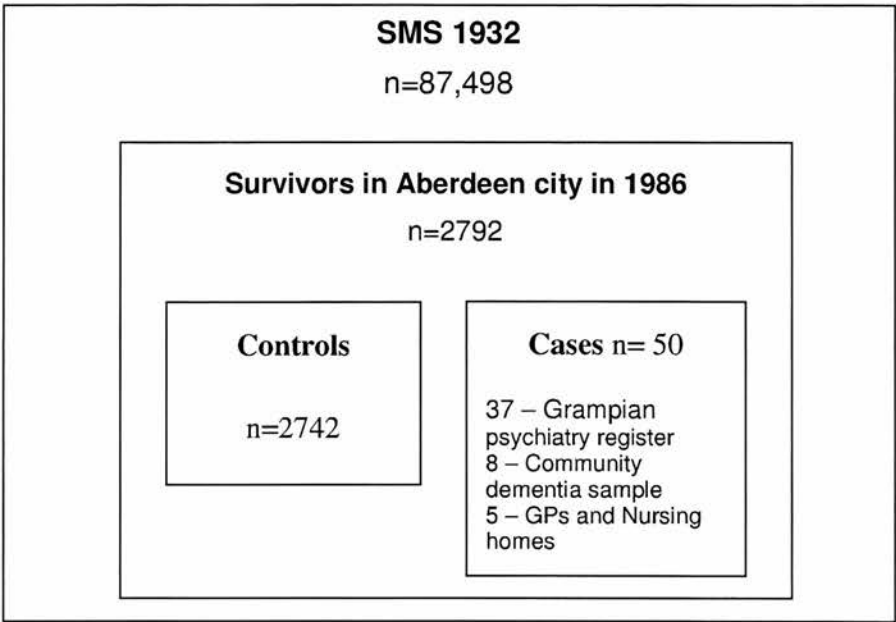 SMS 1932
n=87,498
Survivors in Aberdeen city in 1986
n=2792
Controls
n=2742
Cases n= 50
37 – Grampian
psychiatry register
8 – Community
dementia sample
5 – GPs and Nursing
homes